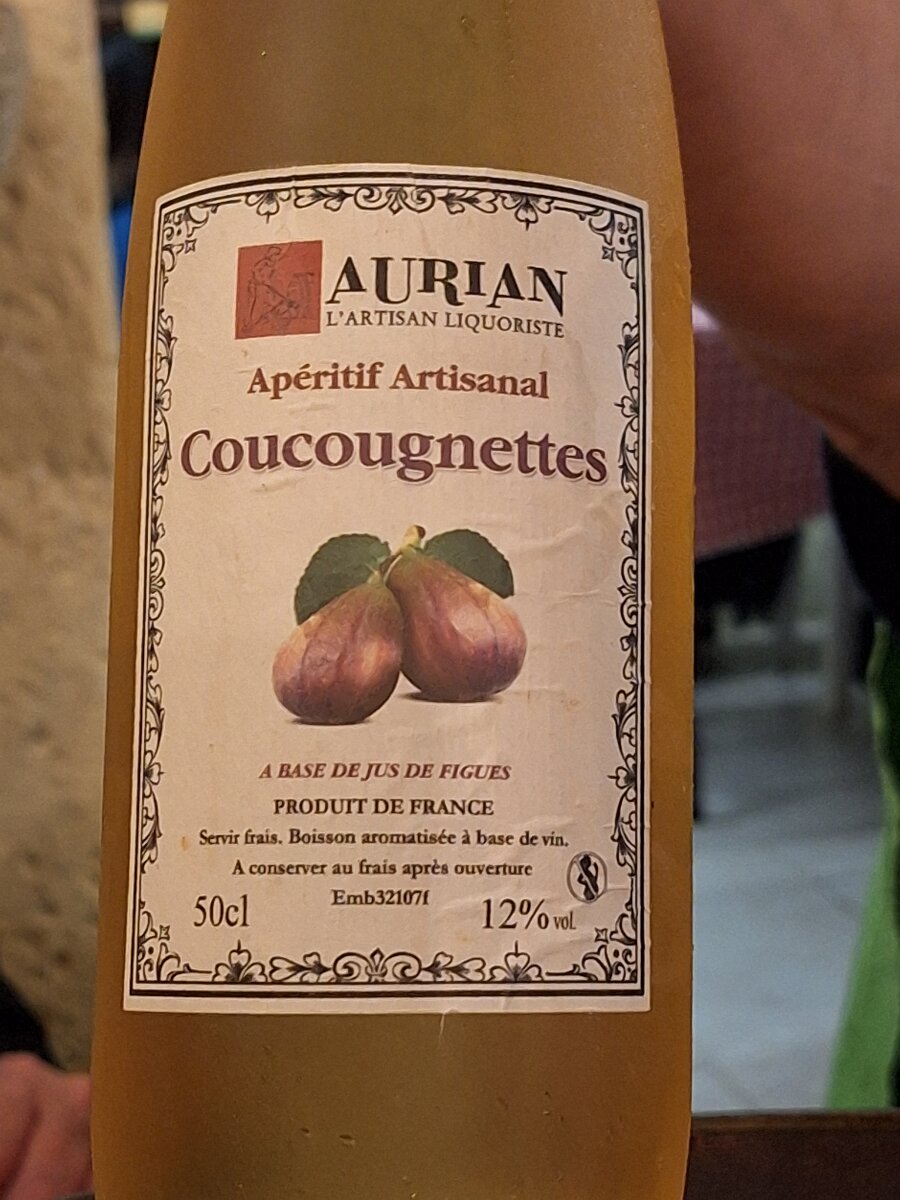 AURIAN
L'ARTISAN LIQUORISTE
Apéritif Artisanal
Coucougnettes
A BASE DE JUS DE FIGUES
PRODUIT DE FRANCE
Servir frais. Boisson aromatisée à base de vin.
A conserver au frais après ouverture
Emb32107f
50cl 12% vol.